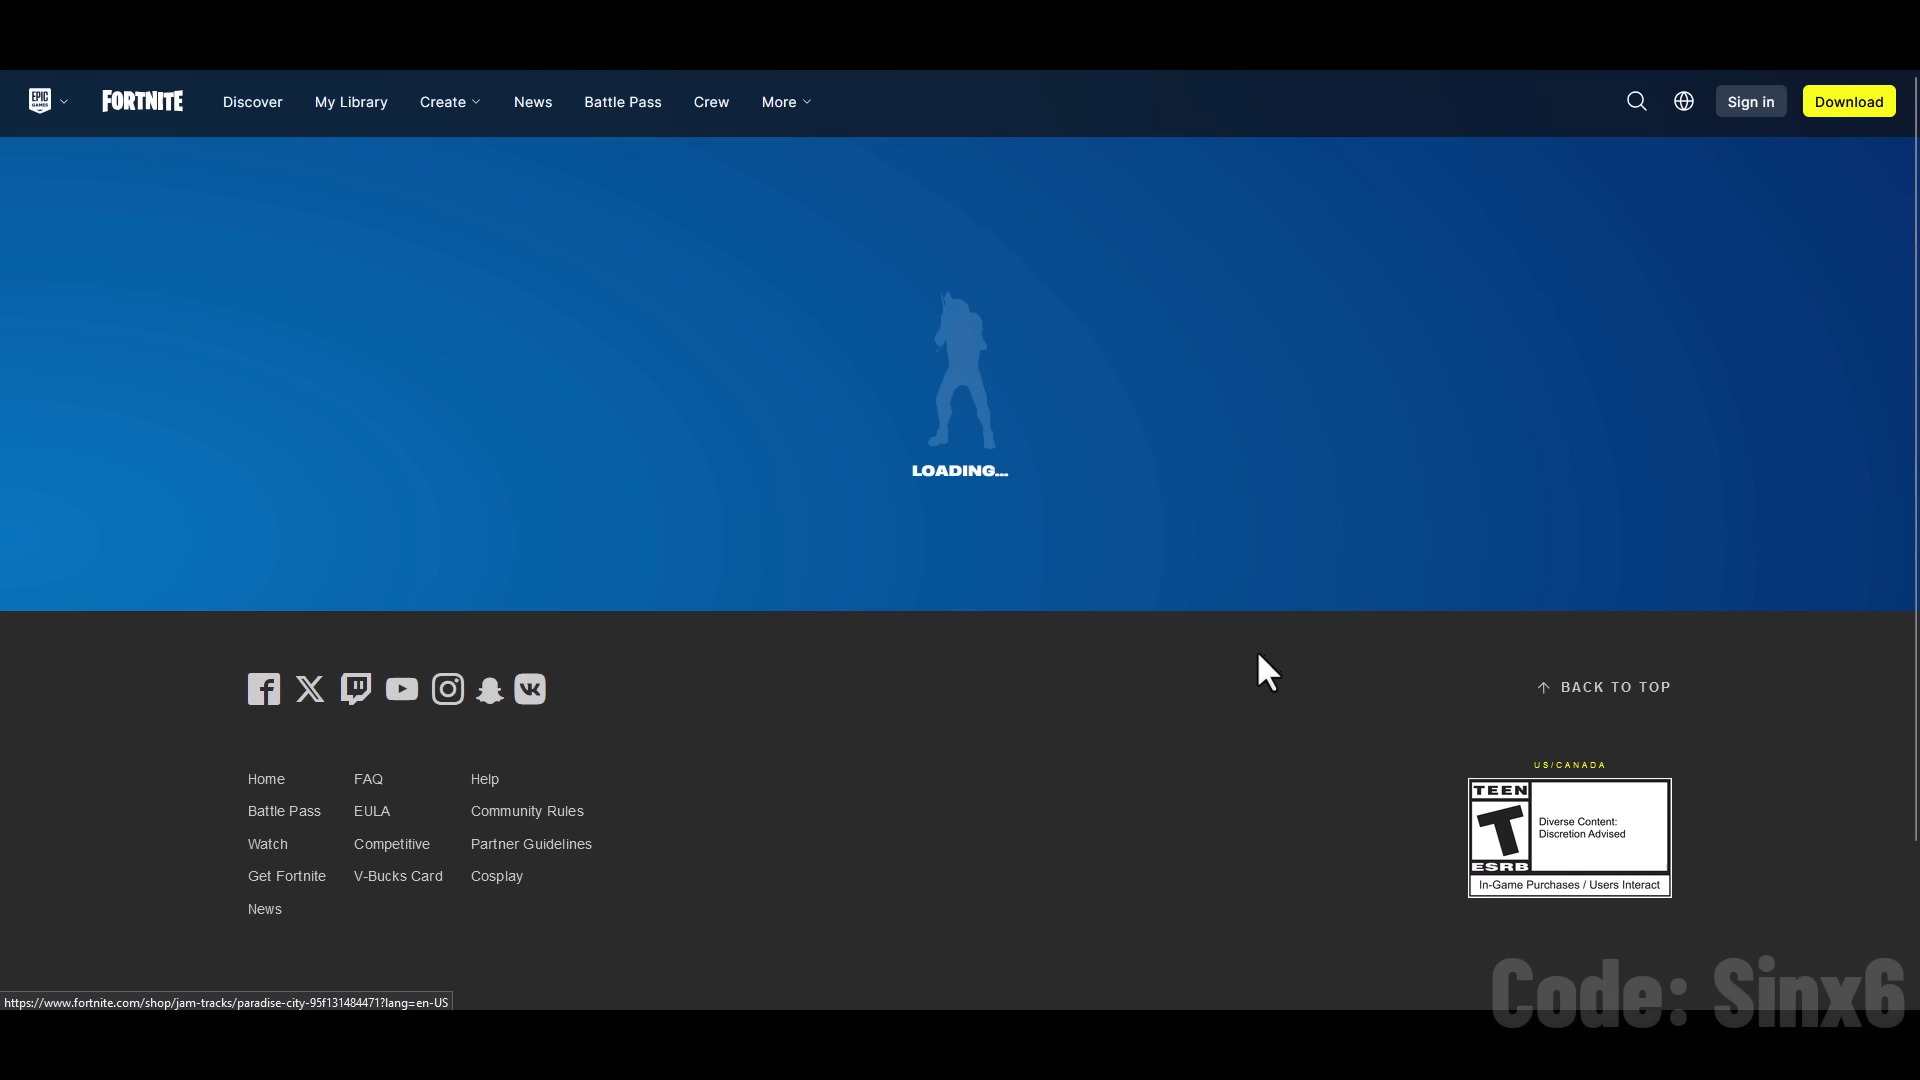 EPIC GAMES
FORTNITE
Discover
My Library
Create
News
Battle Pass
Crew
More
Sign in
Download
LOADING...
BACK TO TOP
Home
FAQ
Help
Battle Pass
EULA
Community Rules
Watch
Competitive
Partner Guidelines
Get Fortnite
V-Bucks Card
Cosplay
News
US/CANADA
TEEN
T
ESRB
Diverse Content:
Discretion Advised
In-Game Purchases / Users Interact
https://www.fortnite.com/shop/jam-tracks/paradise-city-95f131484471?lang=en-US
Code: Sinx6